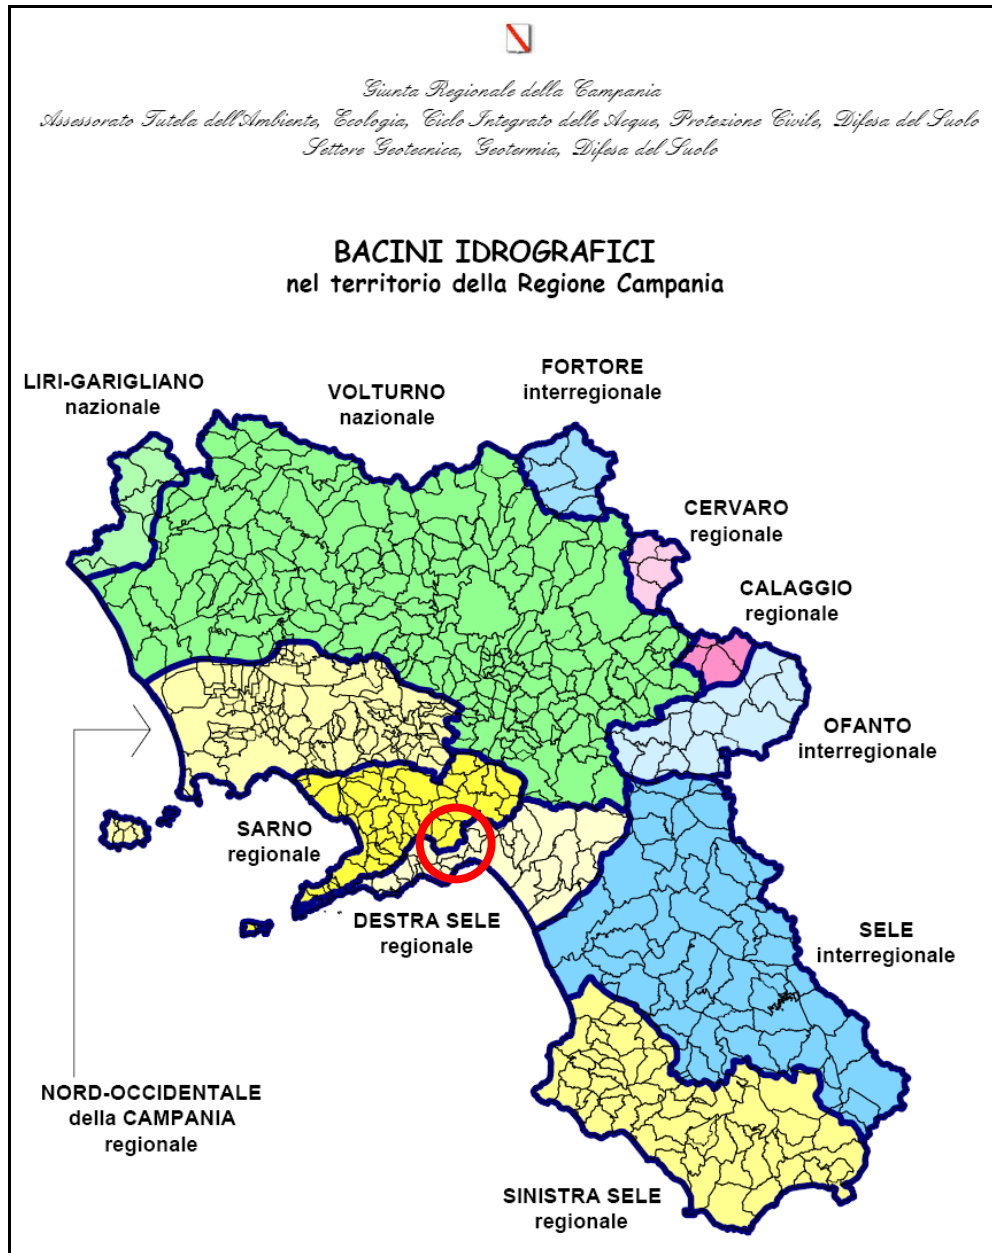 Giunta Regionale della Campania
Assessorato Tutela dell'Ambiente, Ecologia, Ciclo Integrato delle Acque, Protezione Civile, Difesa del Suolo
Settore Geotecnica, Geotermia, Difesa del Suolo
BACINI IDROGRAFICI
nel territorio della Regione Campania
LIRI-GARIGLIANO
nazionale
VOLTURNO
nazionale
FORTORE
interregionale
CERVARO
regionale
CALAGGIO
regionale
OFANTO
interregionale
SARNO
regionale
DESTRA SELE
regionale
SELE
interregionale
NORD-OCCIDENTALE
della CAMPANIA
regionale
SINISTRA SELE
regionale